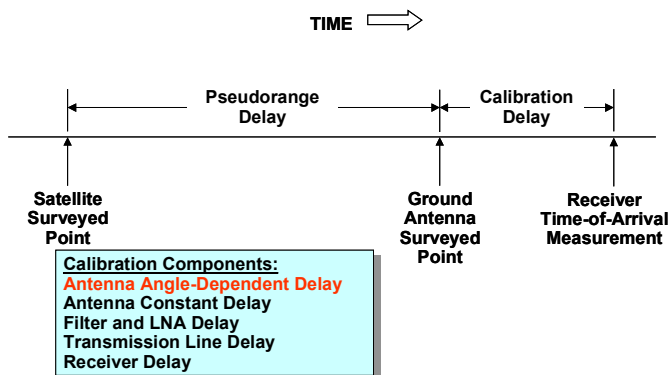 TIME
Pseudorange
Delay
Calibration
Delay
Satellite
Surveyed
Point
Ground
Antenna
Surveyed
Point
Receiver
Time-of-Arrival
Measurement
Calibration Components:
Antenna Angle-Dependent Delay
Antenna Constant Delay
Filter and LNA Delay
Transmission Line Delay
Receiver Delay